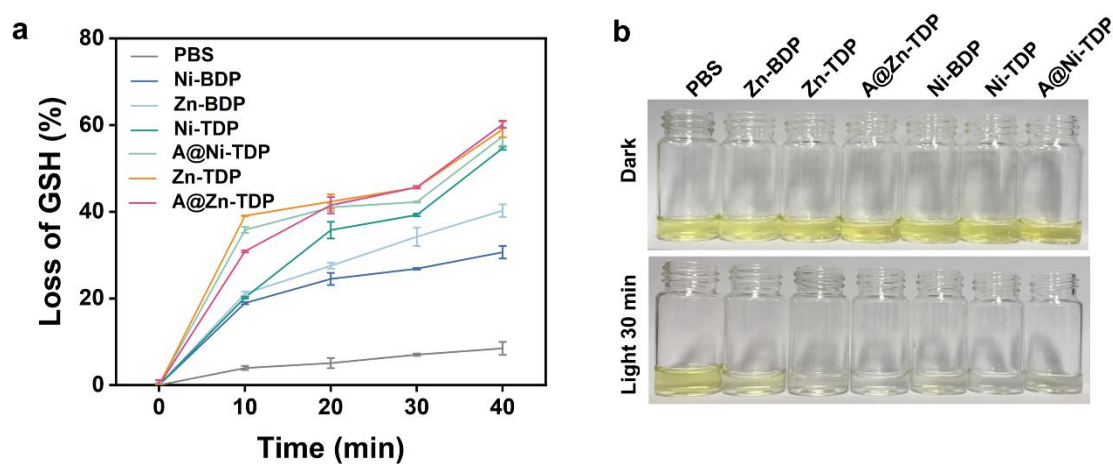 a
80
60
40
20
0
Loss of GSH (%)
PBS
Ni-BDP
Zn-BDP
Ni-TDP
A@Ni-TDP
Zn-TDP
A@Zn-TDP
0 10 20 30 40
Time (min)
b
PBS Zn-BDP Zn-TDP A@Zn-TDP Ni-BDP Ni-TDP A@Ni-TDP
Dark
Light 30 min